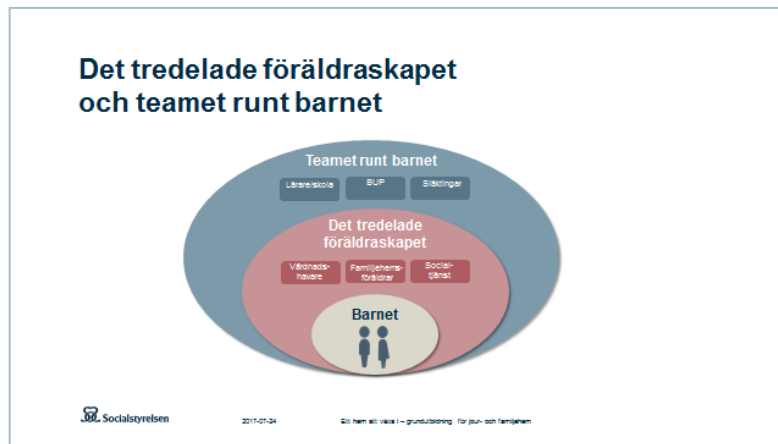 Det tredelade föräldraskapet
och teamet runt barnet
Teamet runt barnet
Lärare/skola
BUP
Släktingar
Det tredelade
föräldraskapet
Vårdnads-
havare
Familjehems-
föräldrar
Social-
tjänst
Barnet
Socialstyrelsen
2017-07-24
Ett hem att växa i – grundutbildning för jour- och familjehem